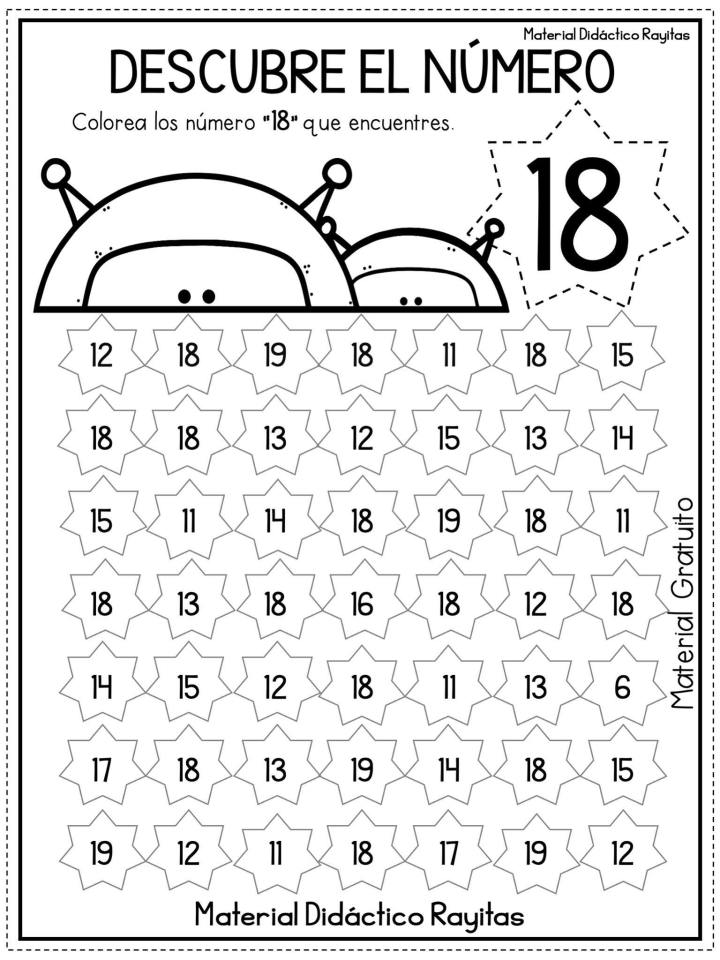 Material Didáctico Rayitas
DESCUBRE EL NÚMERO
Colorea los número "18" que encuentres.
18
12 18 19 18 11 18 15
18 18 13 12 15 13 14
15 11 14 18 19 18 11
18 13 18 16 18 12 18
14 15 12 18 11 13 6
17 18 13 19 14 18 15
19 12 11 18 17 19 12
Material Gratuito
Material Didáctico Rayitas